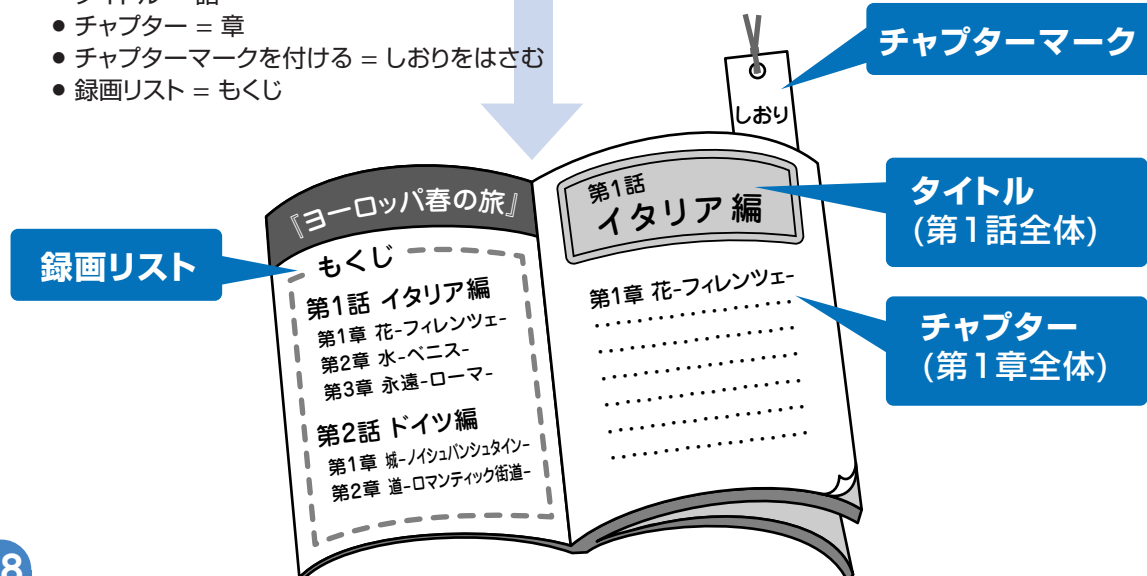 ● チャプター = 章
● チャプターマークを付ける = しおりをはさむ
● 録画リスト = もくじ
チャプターマーク
しおり
『ヨーロッパ春の旅』
もくじ
第1話 イタリア編
第1章 花-フィレンツェ-
第2章 水-ベニス-
第3章 永遠-ローマ-
第2話 ドイツ編
第1章 城-ノイシュバンシュタイン-
第2章 道-ロマンティック街道-
録画リスト
第1話
イタリア編
第1章 花-フィレンツェ-
タイトル
(第1話全体)
チャプター
(第1章全体)
8